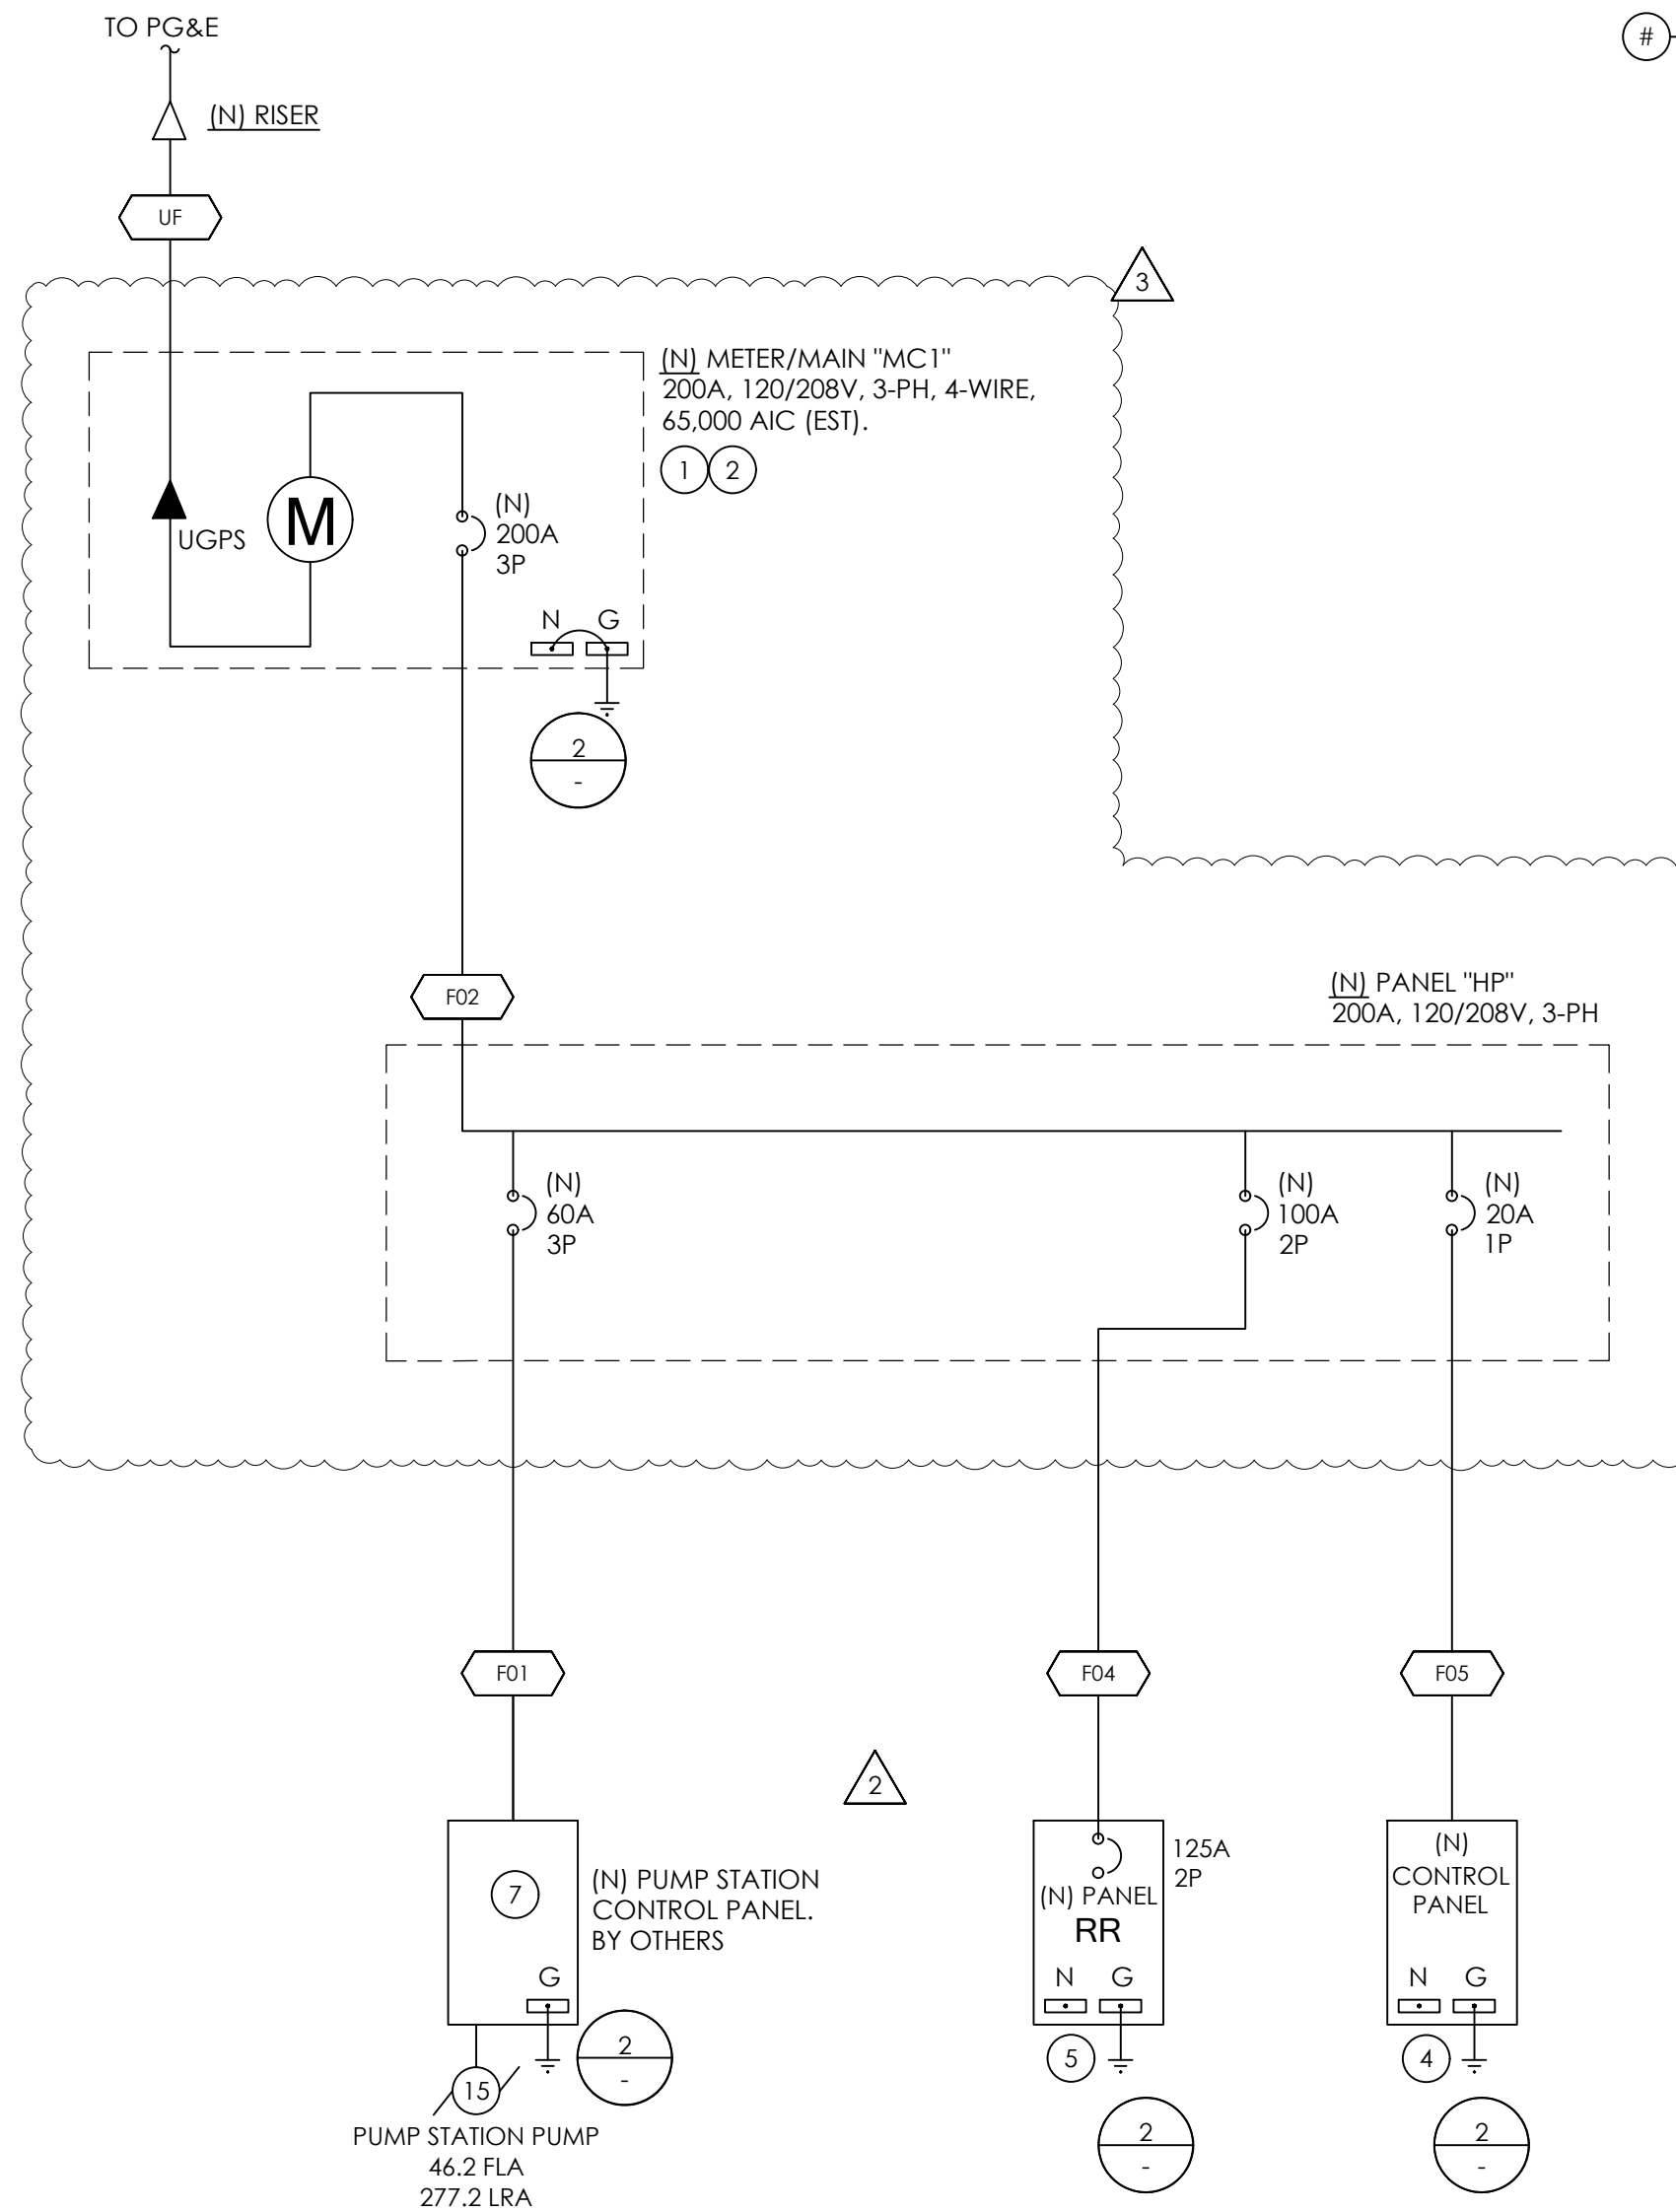 TO PG&E
#
(N) RISER
UF
3
(N) METER/MAIN "MC1"
200A, 120/208V, 3-PH, 4-WIRE,
65,000 AIC (EST).
1 2
M
UGPS
(N)
200A
3P
N G
2
-
F02
(N) PANEL "HP"
200A, 120/208V, 3-PH
(N)
60A
3P
(N)
100A
2P
(N)
20A
1P
F01
F04
F05
2
7
(N) PUMP STATION
CONTROL PANEL.
BY OTHERS
G
2
-
15
PUMP STATION PUMP
46.2 FLA
277.2 LRA
125A
2P
(N) PANEL
RR
N G
5
2
-
(N)
CONTROL
PANEL
N G
4
2
-